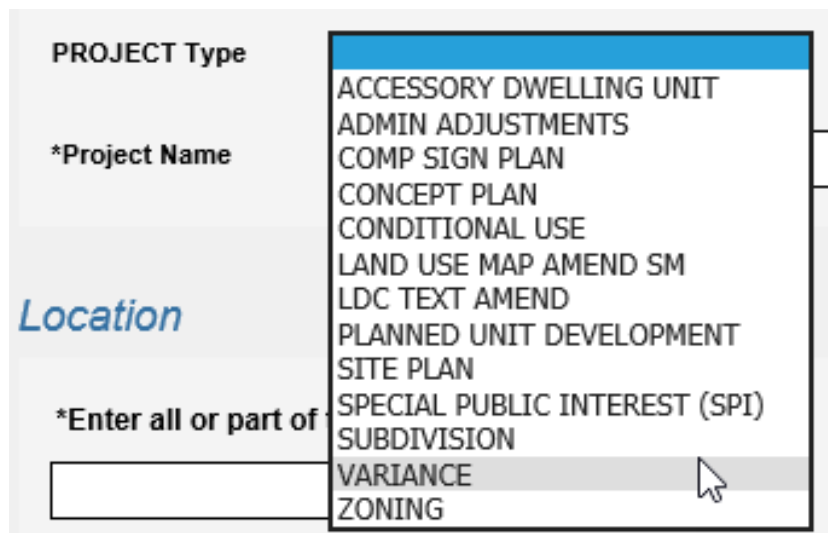 PROJECT Type
ACCESSORY DWELLING UNIT
ADMIN ADJUSTMENTS
*Project Name
COMP SIGN PLAN
CONCEPT PLAN
CONDITIONAL USE
LAND USE MAP AMEND SM
Location
LDC TEXT AMEND
PLANNED UNIT DEVELOPMENT
SITE PLAN
*Enter all or part of
SPECIAL PUBLIC INTEREST (SPI)
SUBDIVISION
VARIANCE
ZONING